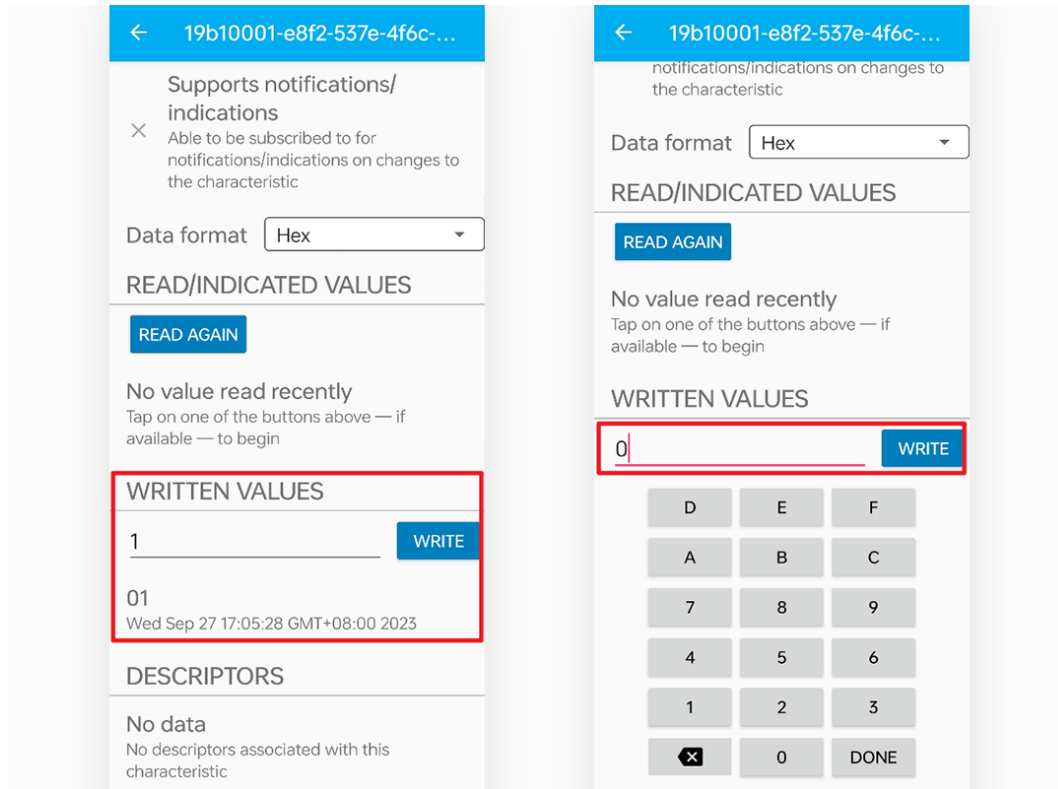 19b10001-e8f2-537e-4f6c-...
Supports notifications/
indications
Able to be subscribed to for
notifications/indications on changes to
the characteristic
Data format Hex
READ/INDICATED VALUES
READ AGAIN
No value read recently
Tap on one of the buttons above — if
available — to begin
WRITTEN VALUES
1 WRITE
01
Wed Sep 27 17:05:28 GMT+08:00 2023
DESCRIPTORS
No data
No descriptors associated with this
characteristic
19b10001-e8f2-537e-4f6c-...
notifications/indications on changes to
the characteristic
Data format Hex
READ/INDICATED VALUES
READ AGAIN
No value read recently
Tap on one of the buttons above — if
available — to begin
WRITTEN VALUES
0 WRITE
D E F
A B C
7 8 9
4 5 6
1 2 3
0 DONE